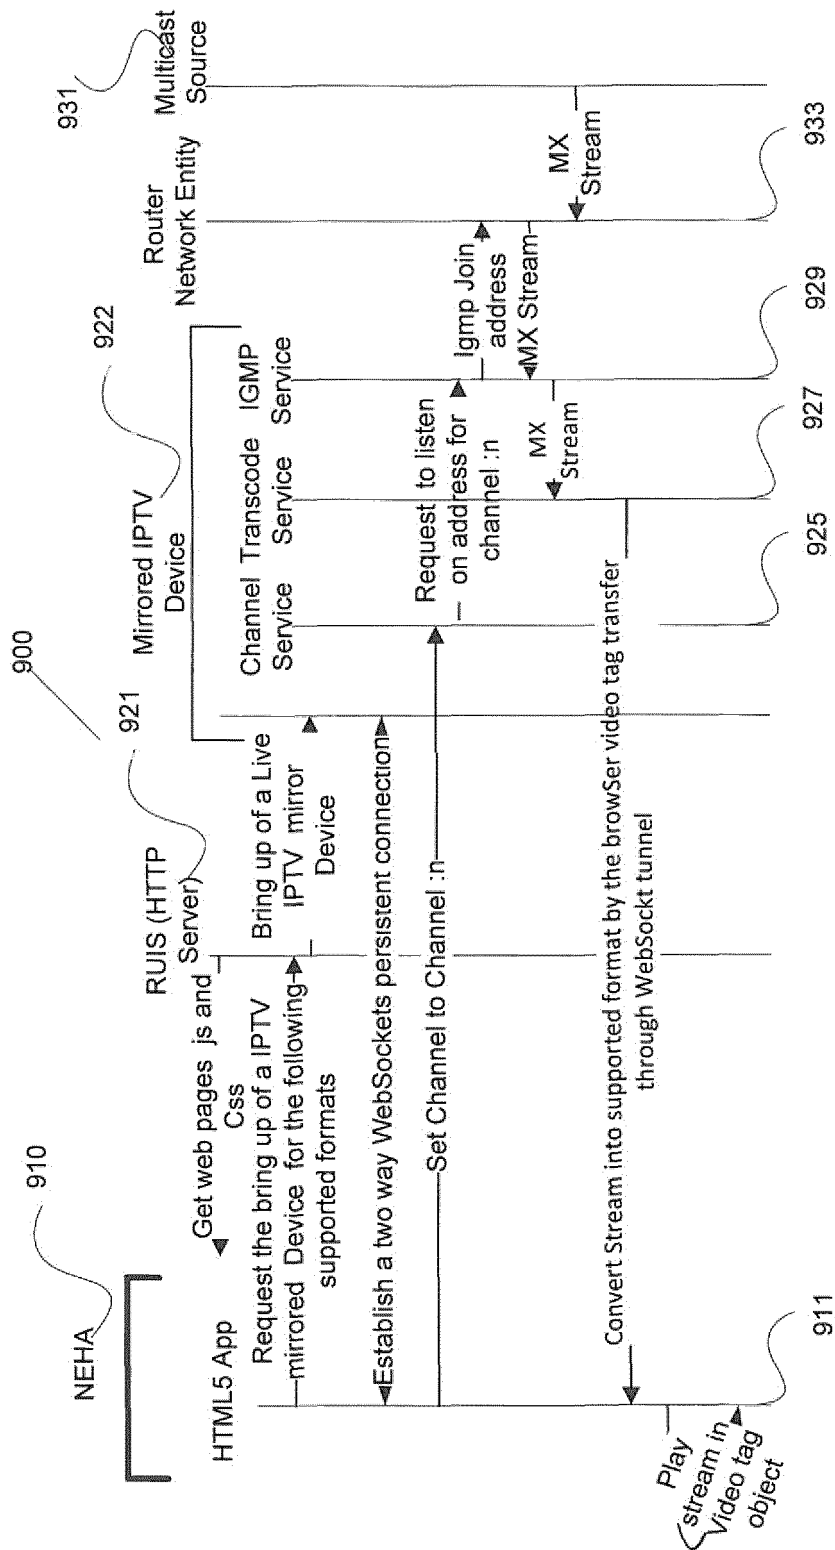 900
NEHA
910
HTML5 App
RUIS (HTTP
Server)
921
Mirrored IPTV
Device
922
Channel
Service
Transcode
Service
IGMP
Service
Router
Network Entity
931
Multicast
Source
Get web pages js and
Css
Request the bring up of a IPTV
mirrored Device for the following
supported formats
Bring up of a Live
IPTV mirror
Device
Establish a two way WebSockets persistent connection
Set Channel to Channel :n
Request to listen
on address for
channel :n
Igmp Join
address
MX Stream
MX
Stream
MX
Stream
Convert Stream into supported format by the browSer video tag transfer
through WebSockt tunnel
Play
stream in
Video tag
object
911
925
927
929
933